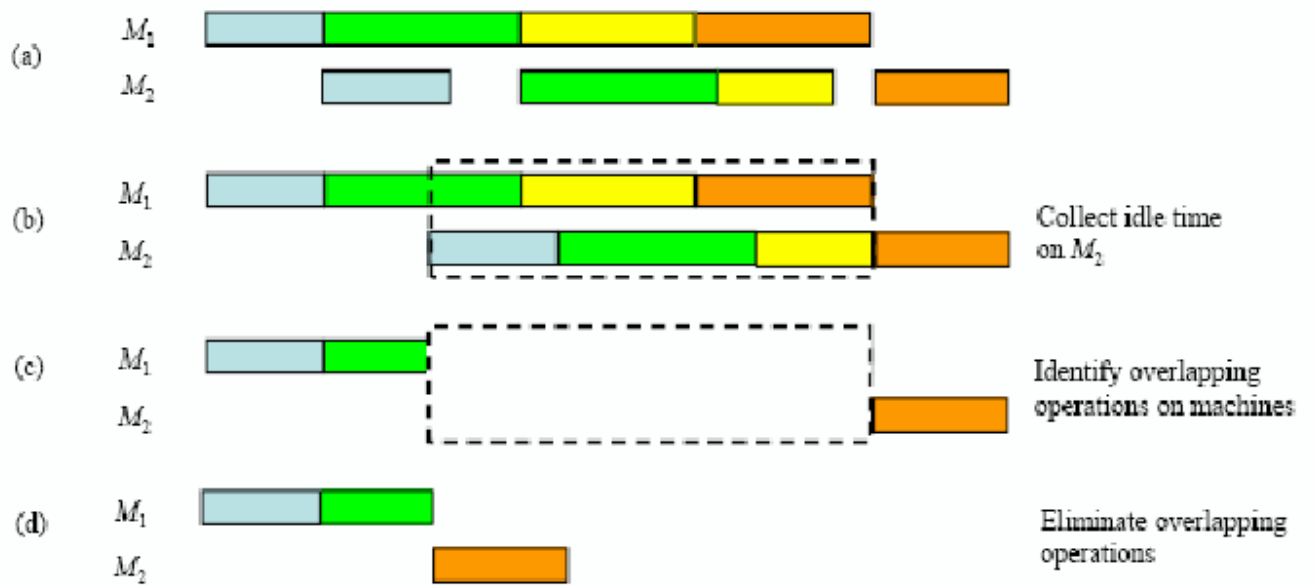 (a)
M₁
M₂
(b)
M₁
M₂
Collect idle time
on M₂
(c)
M₁
M₂
Identify overlapping
operations on machines
(d)
M₁
M₂
Eliminate overlapping
operations